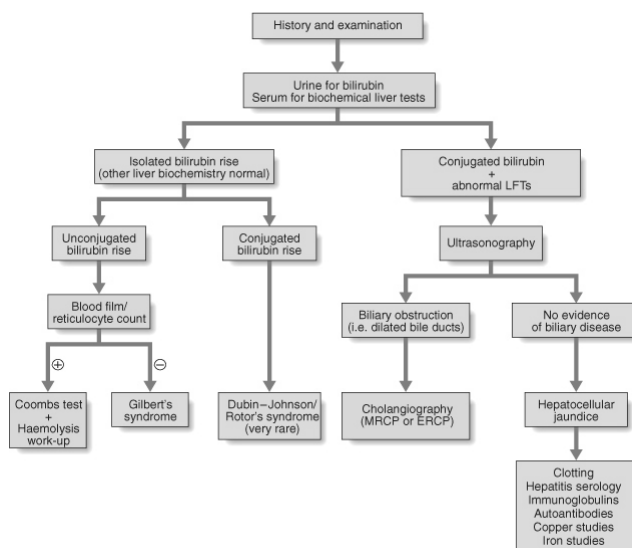 History and examination
Urine for bilirubin
Serum for biochemical liver tests
Isolated bilirubin rise
(other liver biochemistry normal)
Conjugated bilirubin
+
abnormal LFTs
Unconjugated
bilirubin rise
Conjugated
bilirubin rise
Ultrasonography
Blood film/
reticulocyte count
Biliary obstruction
(i.e. dilated bile ducts)
No evidence
of biliary disease
+
−
Coombs test
+
Haemolysis
work-up
Gilbert's
syndrome
Dubin–Johnson/
Rotor's syndrome
(very rare)
Cholangiography
(MRCP or ERCP)
Hepatocellular
jaundice
Clotting
Hepatitis serology
Immunoglobulins
Autoantibodies
Copper studies
Iron studies